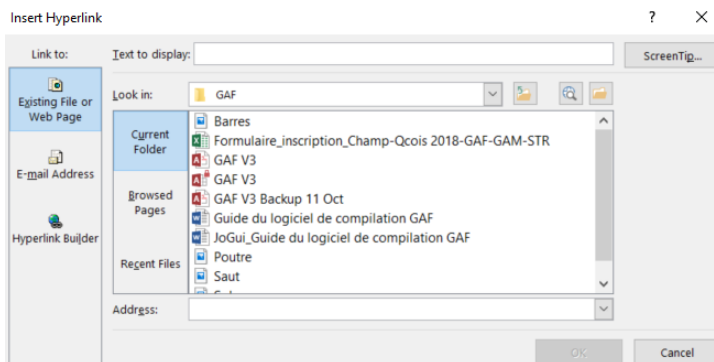 Insert Hyperlink
Link to:
Text to display:
ScreenTip...
Existing File or
Web Page
Look in:
GAF
Current
Folder
Barres
Formulaire_inscription_Champ-Qcois 2018-GAF-GAM-STR
GAF V3
GAF V3
GAF V3 Backup 11 Oct
Guide du logiciel de compilation GAF
JoGui_Guide du logiciel de compilation GAF
Poutre
Saut
E-mail Address
Browsed
Pages
Hyperlink Builder
Recent Files
Address:
OK
Cancel